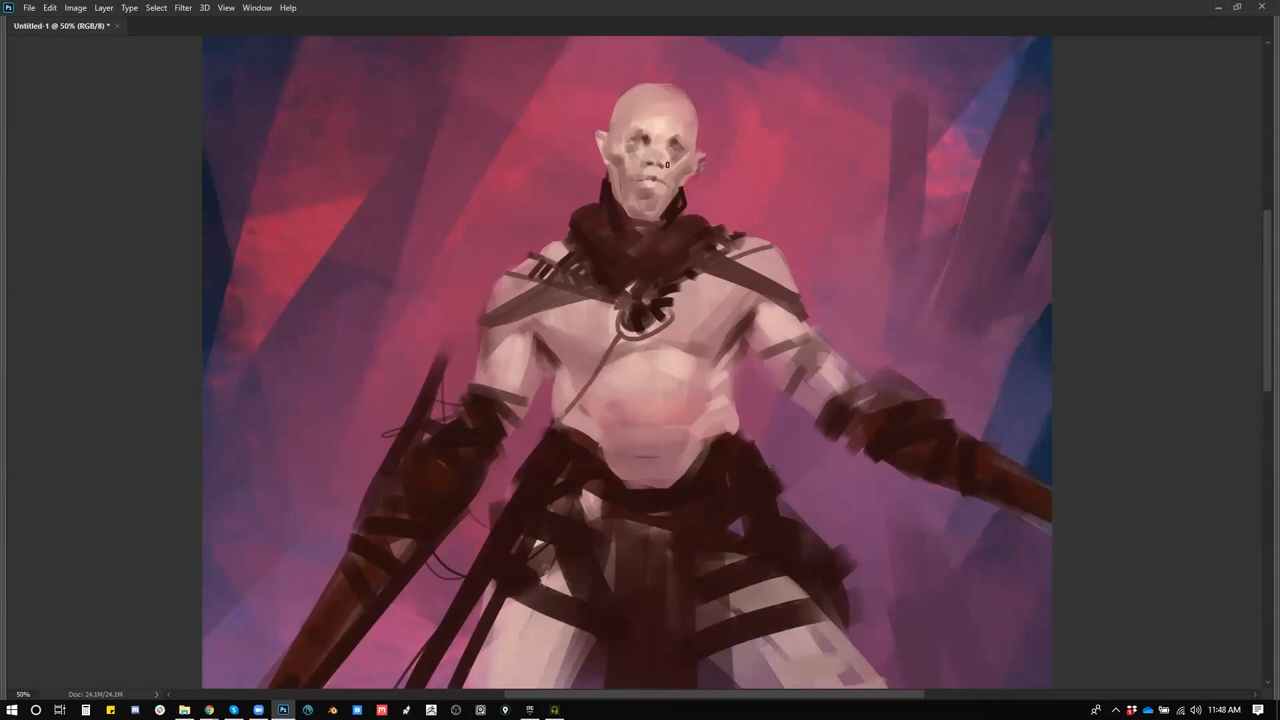 Ps File Edit Image Layer Type Select Filter 3D View Window Help
Untitled-1 @ 50% (RGB/8) * ×
50% Doc: 24.1M/24.1M
11:48 AM